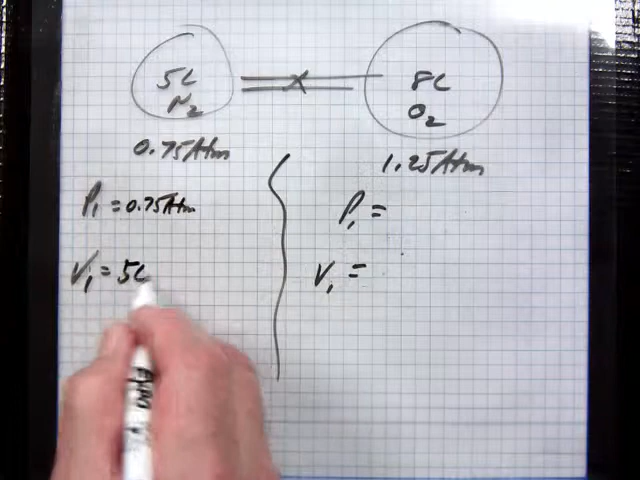 5L
N₂
0.75Atm
P₁ = 0.75Atm
V₁ = 5L
8L
O₂
1.25Atm
P₁ =
V₁ =